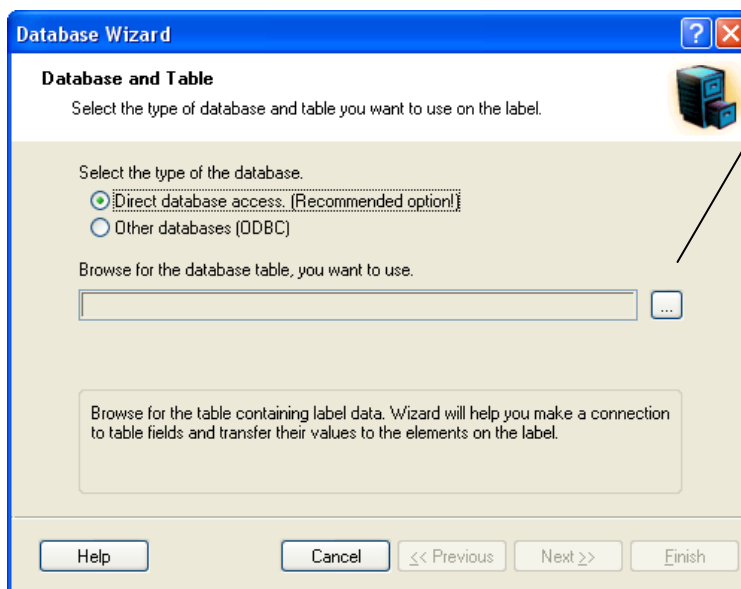 Database Wizard
?
Database and Table
Select the type of database and table you want to use on the label.
Select the type of the database.
Direct database access. (Recommended option!)
Other databases (ODBC)
Browse for the database table, you want to use.
...
Browse for the table containing label data. Wizard will help you make a connection
to table fields and transfer their values to the elements on the label.
Help Cancel << Previous Next >> Finish